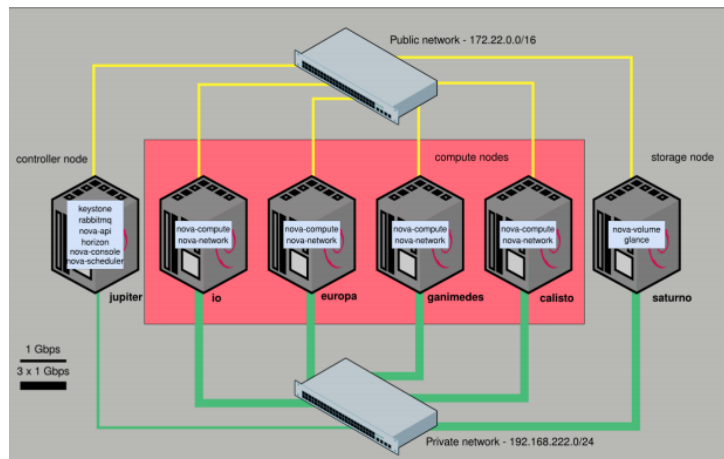 Public network - 172.22.0.0/16
controller node
compute nodes
storage node
keystone
rabbitmq
nova-api
horizon
nova-console
nova-scheduler
nova-compute
nova-network
nova-compute
nova-network
nova-compute
nova-network
nova-compute
nova-network
nova-volume
glance
jupiter
io
europa
ganimedes
calisto
saturno
1 Gbps
3 x 1 Gbps
Private network - 192.168.222.0/24